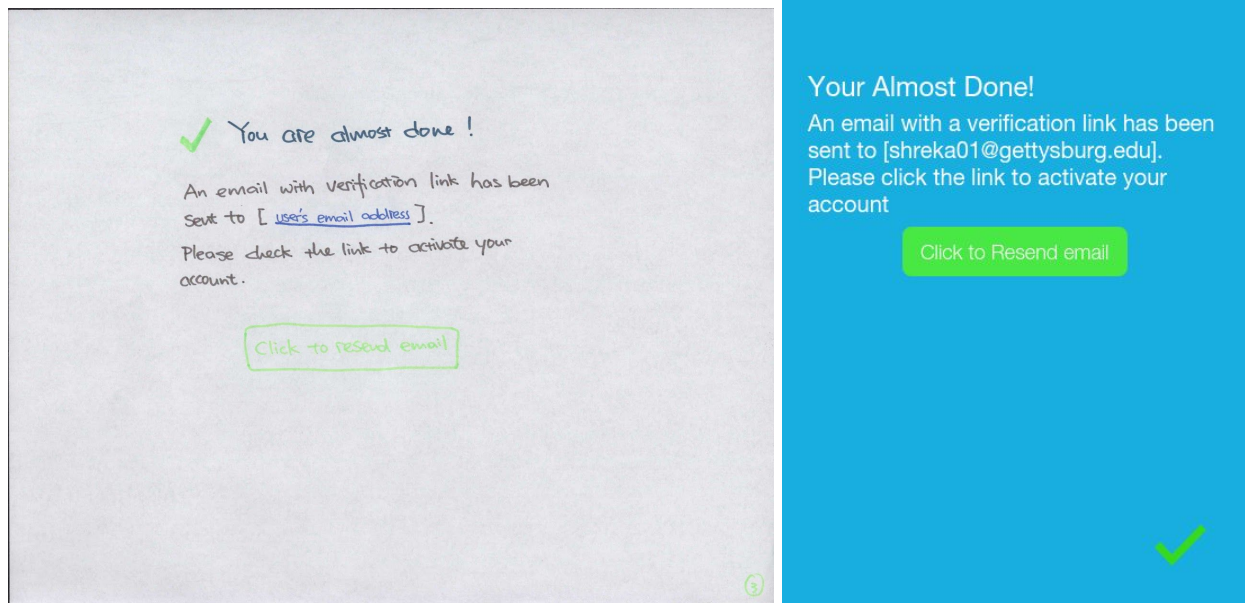 You are almost done !
An email with verification link has been
sent to [ user's email address ].
Please check the link to activate your
account.
Click to resend email
3
Your Almost Done!
An email with a verification link has been
sent to [shreka01@gettysburg.edu].
Please click the link to activate your
account
Click to Resend email